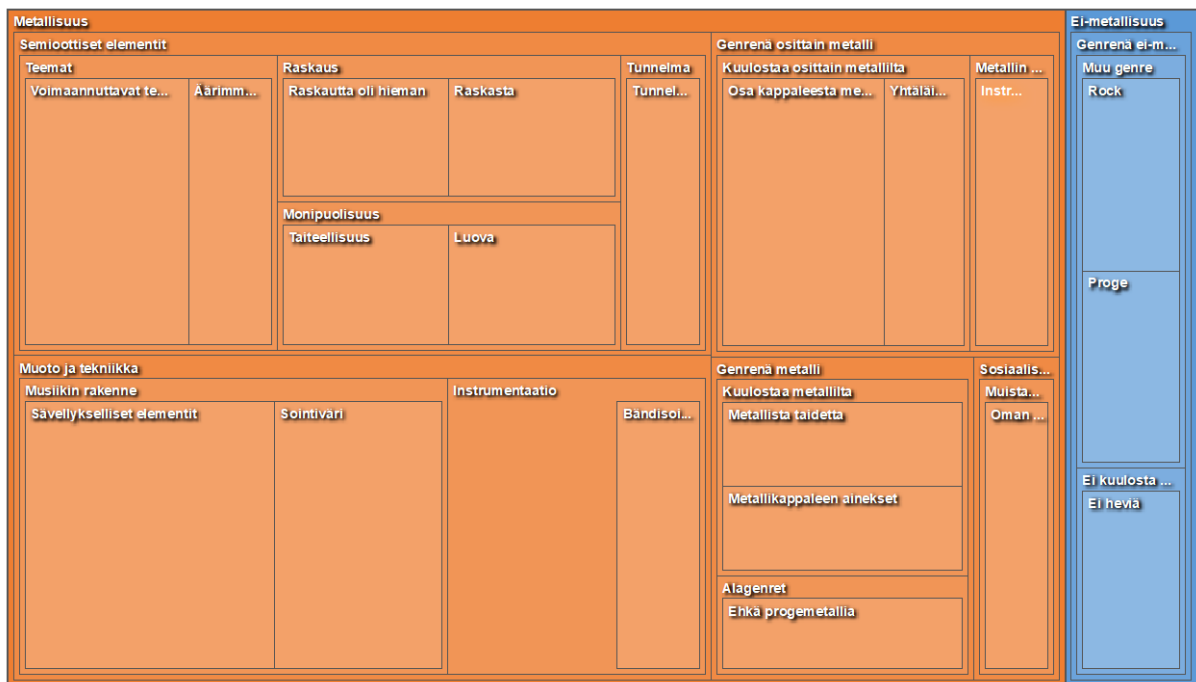 Metallisuus
Semioottiset elementit
Teemat
Voimaannuttavat te...
Äärimm...
Raskaus
Raskautta oli hieman
Raskasta
Monipuolisuus
Taiteellisuus
Luova
Tunnelma
Tunnel...
Muoto ja tekniikka
Musiikin rakenne
Sävellykselliset elementit
Sointiväri
Instrumentaatio
Bändisoi...
Genrenä osittain metalli
Kuulostaa osittain metallilta
Osa kappaleesta me...
Yhtäläi...
Metallin ...
Instr...
Genrenä metalli
Kuulostaa metallilta
Metallista taidetta
Metallikappaleen ainekset
Alagenret
Ehkä progemetallia
Sosiaalis...
Muista...
Oman ...
Ei-metallisuus
Genrenä ei-m...
Muu genre
Rock
Proge
Ei kuulosta ...
Ei heviä